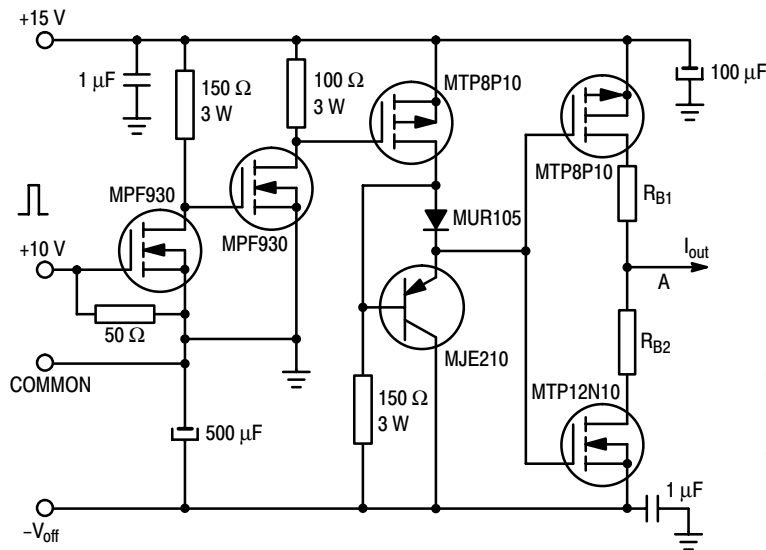 +15 V
1 μF
150 Ω
3 W
100 Ω
3 W
MTP8P10
100 μF
MTP8P10
MPF930
MPF930
MUR105
R_B1
I_out
A
+10 V
50 Ω
R_B2
MJE210
COMMON
MTP12N10
150 Ω
3 W
500 μF
1 μF
–V_off